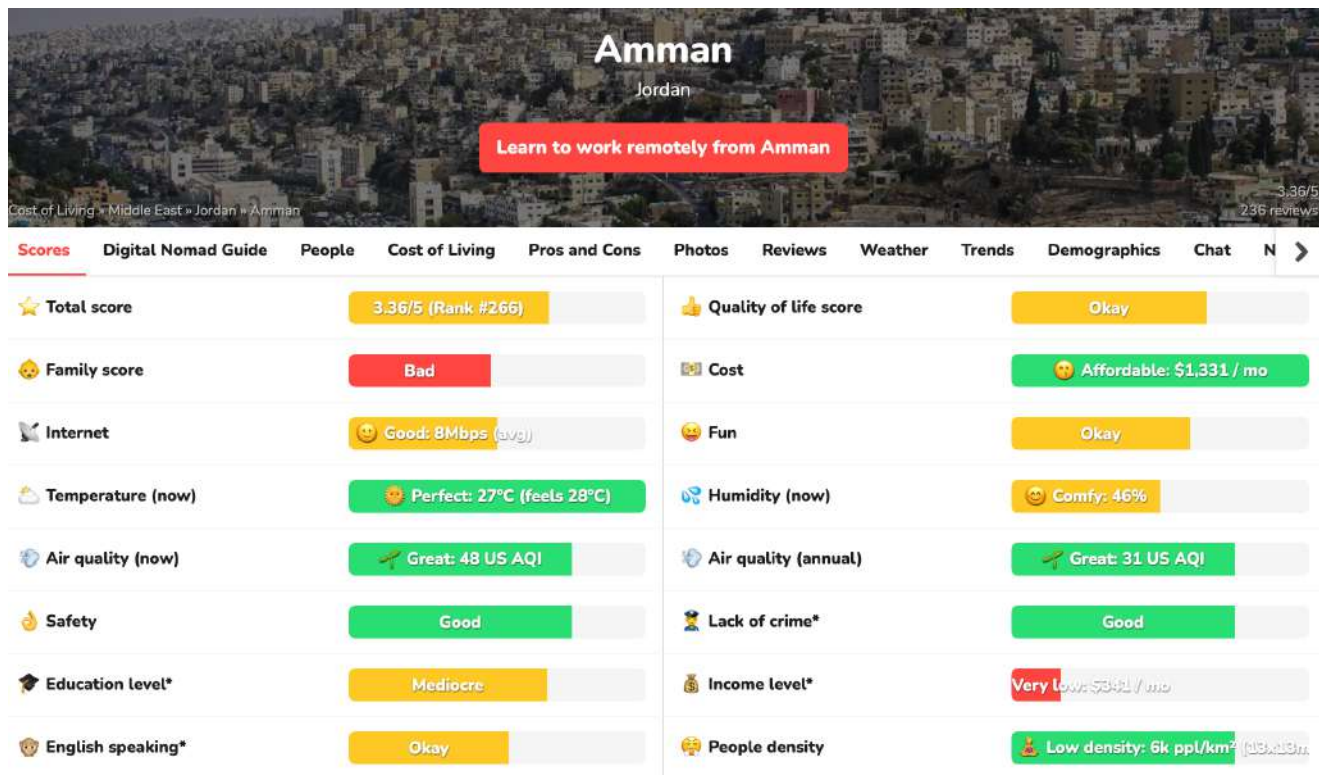 Amman
Jordan
Learn to work remotely from Amman
3.36/5
Cost of Living » Middle East » Jordan » Amman
236 reviews
Scores Digital Nomad Guide People Cost of Living Pros and Cons Photos Reviews Weather Trends Demographics Chat N
Total score 3.36/5 (Rank #266) Quality of life score Okay
Family score Bad Cost Affordable: $1,331 / mo
Internet Good: 8Mbps (avg) Fun Okay
Temperature (now) Perfect: 27°C (feels 28°C) Humidity (now) Comfy: 46%
Air quality (now) Great: 48 US AQI Air quality (annual) Great: 31 US AQI
Safety Good Lack of crime* Good
Education level* Mediocre Income level* Very low: $341 / mo
English speaking* Okay People density Low density: 6k ppl/km² (13x13m